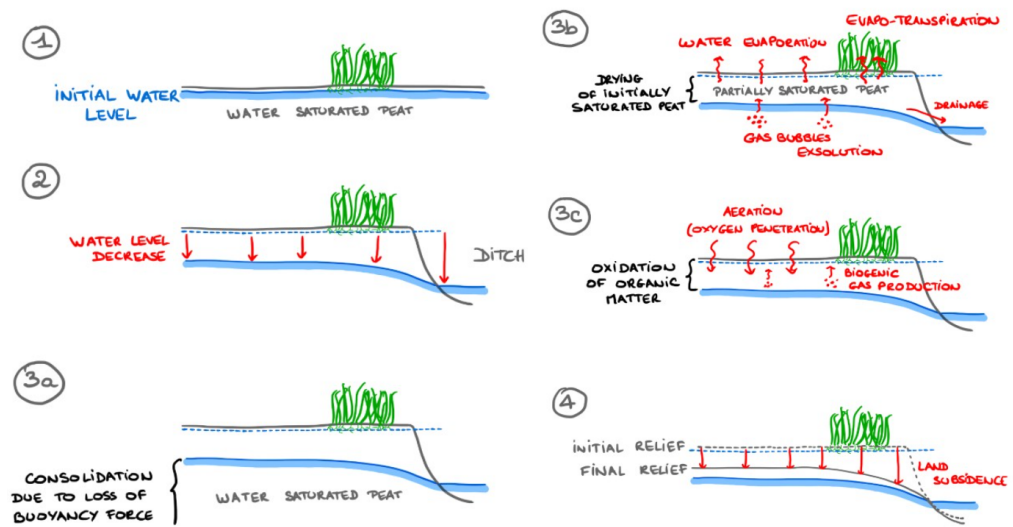 1
INITIAL WATER
LEVEL
WATER SATURATED PEAT
2
WATER LEVEL
DECREASE
DITCH
3a
CONSOLIDATION
DUE TO LOSS OF
BUOYANCY FORCE
WATER SATURATED PEAT
3b
EVAPO-TRANSPIRATION
WATER EVAPORATION
DRYING
OF INITIALLY
SATURATED PEAT
PARTIALLY SATURATED PEAT
DRAINAGE
GAS BUBBLES
EXSOLUTION
3c
AERATION
(OXYGEN PENETRATION)
OXIDATION
OF ORGANIC
MATTER
BIOGENIC
GAS PRODUCTION
4
INITIAL RELIEF
FINAL RELIEF
LAND
SUBSIDENCE